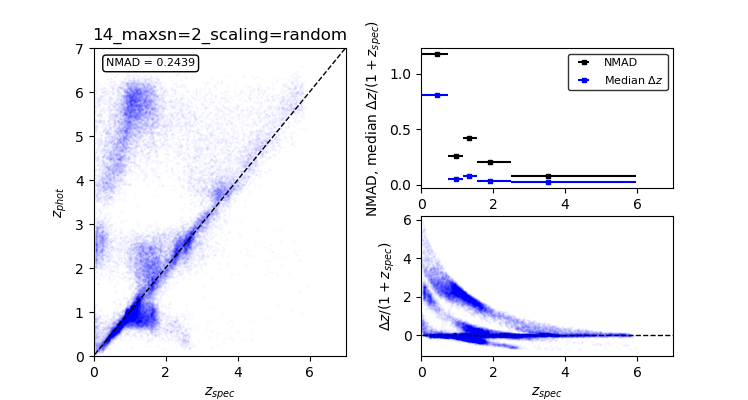 14_maxsn=2_scaling=random
NMAD = 0.2439
7
6
5
4
3
2
1
0
0 2 4 6
z_phot
z_spec
NMAD, median Δz/(1 + z_spec)
1.0
0.5
0.0
NMAD
Median Δz
0 2 4 6
Δz/(1 + z_spec)
6
4
2
0
0 2 4 6
z_spec